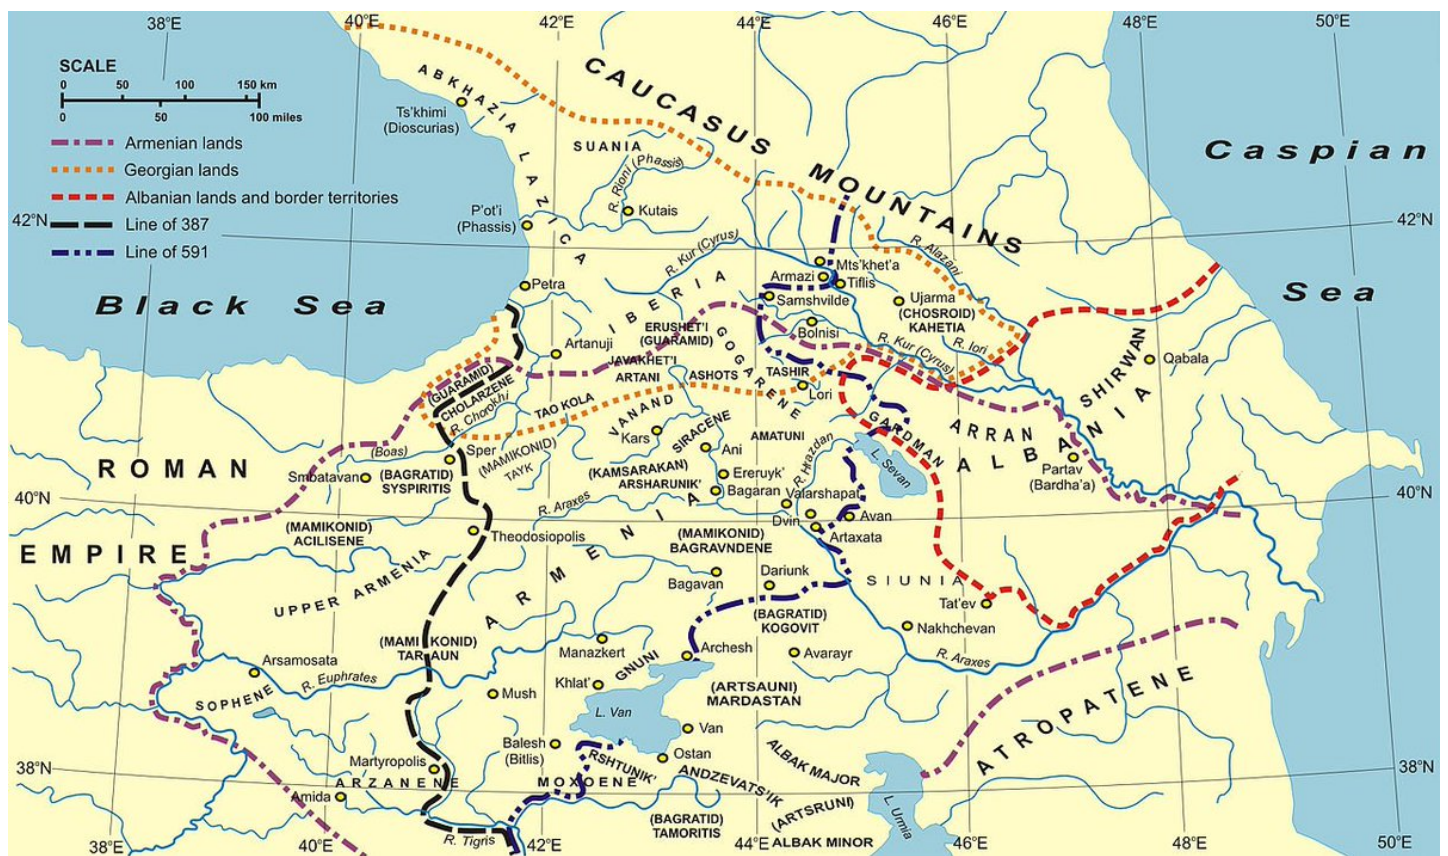 38°E
40°E
42°E
44°E
46°E
48°E
50°E
SCALE
0 50 100 150 km
0 50 100 miles
Armenian lands
Georgian lands
Albanian lands and border territories
Line of 387
Line of 591
CAUCASUS MOUNTAINS
Caspian
Sea
Black Sea
ABKHAZIA
Ts'khimi
(Dioscurias)
LAZICA
SUANIA
R. Rioni (Phassis)
Kutais
P'ot'i
(Phassis)
42°N
42°N
Petra
R. Kur (Cyrus)
IBERIA
Mts'khet'a
Armazi
Tiflis
Samshvilde
Bolnisi
R. Alazani
Ujarma
(CHOSROID)
KAHETIA
R. Iori
R. Kur (Cyrus)
Artanuji
ERUSHET'I
(GUARAMID)
JAVAKHET'I
ARTANI
ASHOTS
GOGARENE
TASHIR
Lori
SHIRWAN
Qabala
(GUARAMID)
CHOLARZENE
R. Chorokhi
TAO KOLA
VANAND
Kars
SIRACENE
Ani
AMATUNI
R. Hrazdan
GARDMAN
L. Sevan
ARRAN
ALBANIA
Partav
(Bardha'a)
ROMAN
EMPIRE
(Boas)
Sper
Smbatavan
(BAGRATID)
SYSPIRITIS
(MAMIKONID)
TAYK
(KAMSARAKAN)
ARSHARUNIK'
Ereruyk'
Bagaran
Valarshapat
40°N
40°N
R. Araxes
Dvin
Avan
Artaxata
(MAMIKONID)
ACILISENE
Theodosiopolis
ARMENIA
(MAMIKONID)
BAGRAVNDENE
UPPER ARMENIA
Bagavan
Dariunk
SIUNIA
Tat'ev
(BAGRATID)
KOGOVIT
Nakhchevan
(MAMIKONID)
TARAUN
Manazkert
GNUNI
Archesh
Avarayr
R. Araxes
Arsamosata
SOPHENE
R. Euphrates
Mush
Khlat'
L. Van
(ARTSAUNI)
MARDASTAN
ATROPATENE
Van
Balesh
(Bitlis)
Ostan
38°N
38°N
Martyropolis
ARZANENE
MOXOENE
RSHTUNIK'
ANDZEVATS'IK
ALBAK MAJOR
(ARTSRUNI)
ALBAK MINOR
Amida
(BAGRATID)
TAMORITIS
L. Urmia
R. Tigris
38°E
40°E
42°E
44°E
46°E
48°E
50°E